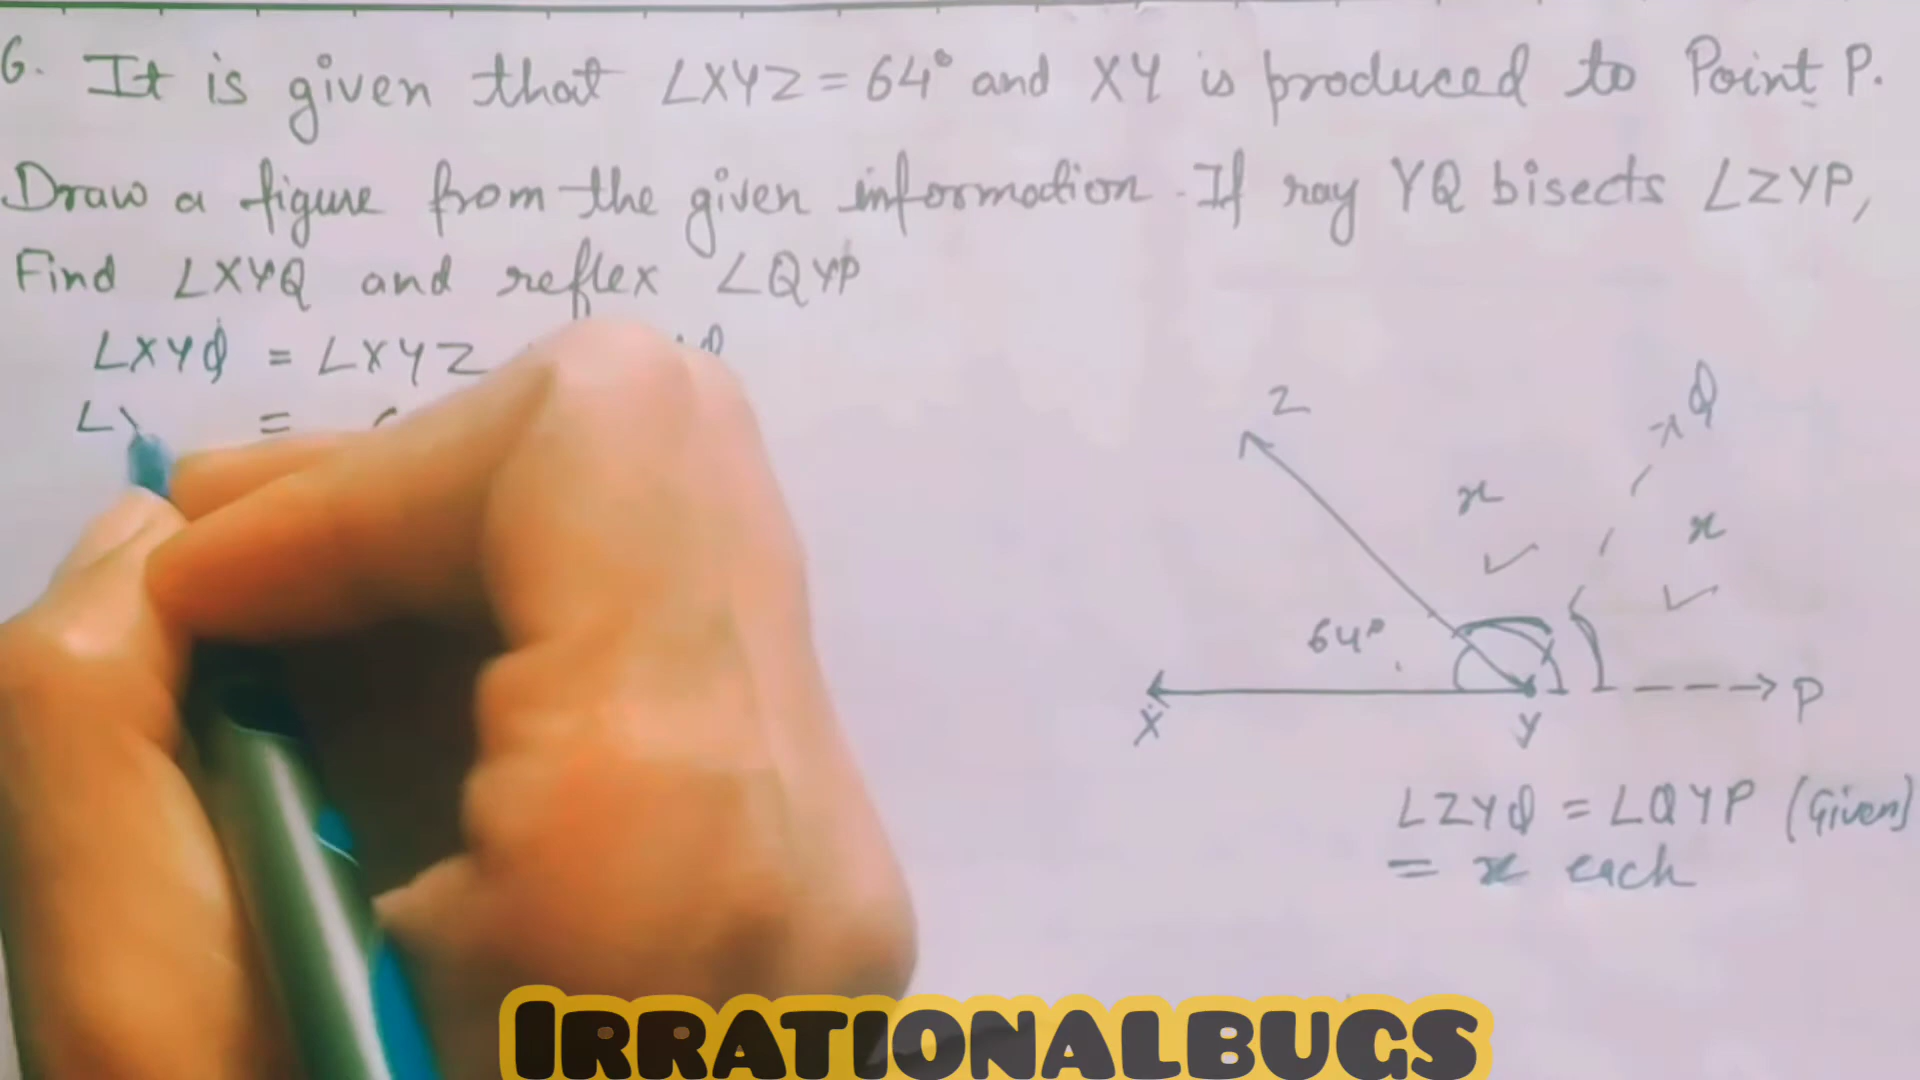 6. It is given that ∠XYZ = 64° and XY is produced to Point P.
Draw a figure from the given information. If ray YQ bisects ∠ZYP,
Find ∠XYQ and reflex ∠QYP
∠XYQ = ∠XYZ
=
Z
Q
x
x
64°
X
Y
P
∠ZYQ = ∠QYP (Given)
= x each
IRRATIONALBUGS